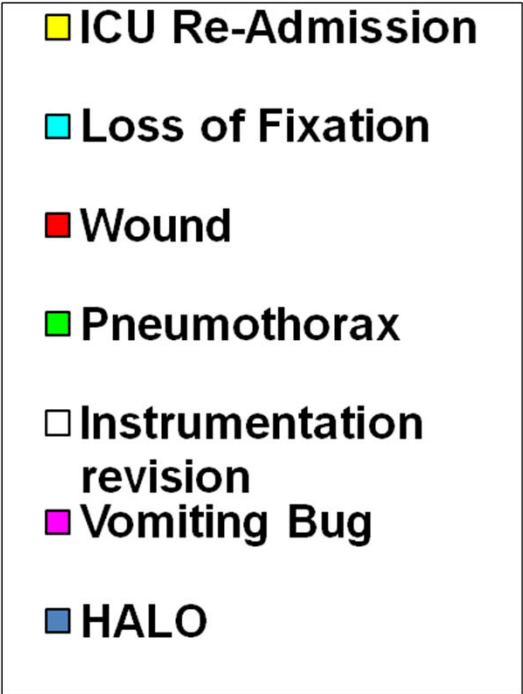 ICU Re-Admission
Loss of Fixation
Wound
Pneumothorax
Instrumentation
revision
Vomiting Bug
HALO